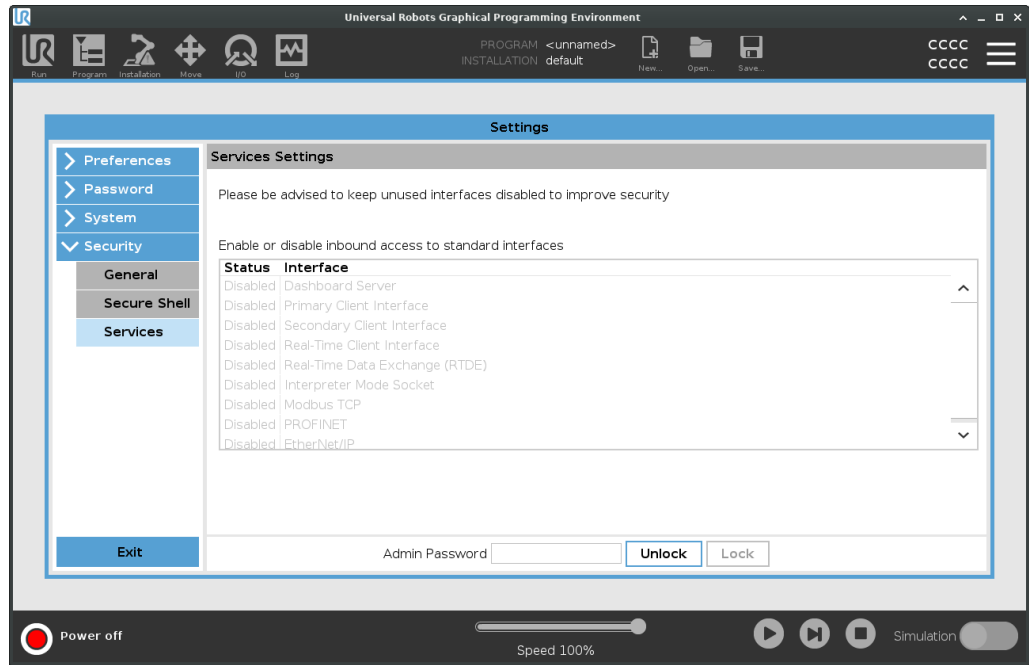 Universal Robots Graphical Programming Environment
UR
Run
Program
Installation
Move
I/O
Log
PROGRAM <unnamed>
INSTALLATION default
New...
Open...
Save...
CCCC
CCCC
Settings
Preferences
Password
System
Security
General
Secure Shell
Services
Exit
Services Settings
Please be advised to keep unused interfaces disabled to improve security
Enable or disable inbound access to standard interfaces
Status Interface
Disabled Dashboard Server
Disabled Primary Client Interface
Disabled Secondary Client Interface
Disabled Real-Time Client Interface
Disabled Real-Time Data Exchange (RTDE)
Disabled Interpreter Mode Socket
Disabled Modbus TCP
Disabled PROFINET
Disabled EtherNet/IP
Admin Password Unlock Lock
Power off
Speed 100%
Simulation